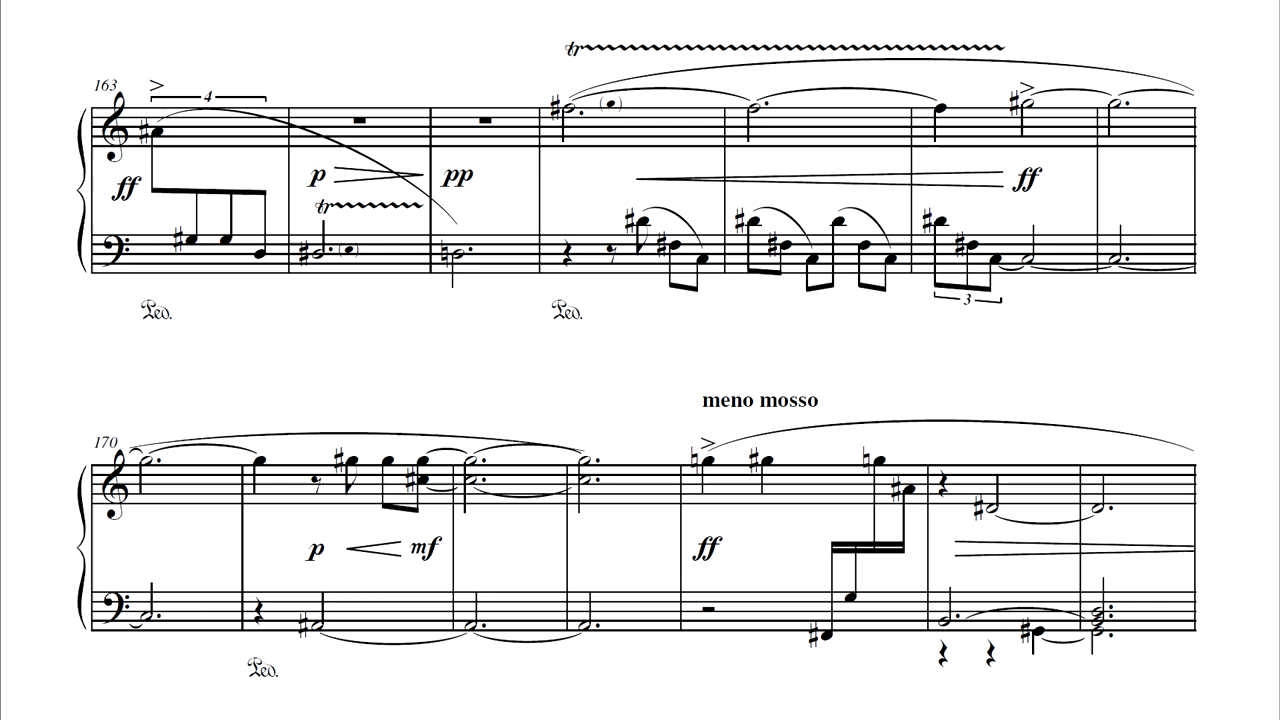 tr
163
4
ff
p
pp
ff
tr
Ped.
Ped.
3
meno mosso
170
p
mf
ff
Ped.